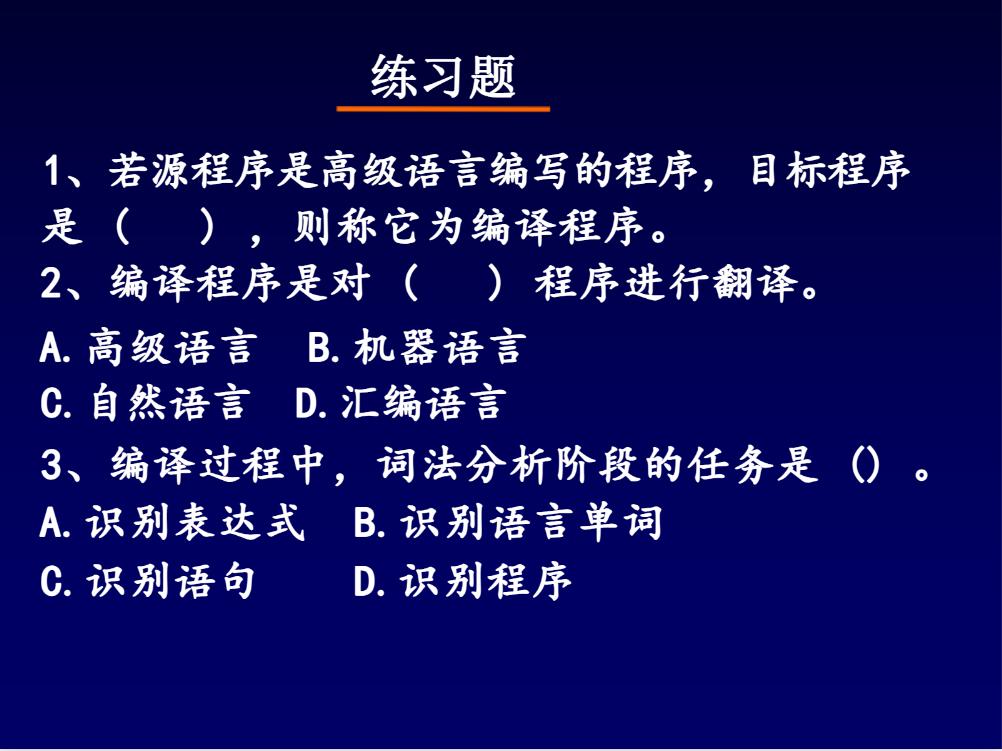 练习题
1、若源程序是高级语言编写的程序，目标程序
是（   ），则称它为编译程序。
2、编译程序是对（   ）程序进行翻译。
A.高级语言  B.机器语言
C.自然语言  D.汇编语言
3、编译过程中，词法分析阶段的任务是（）。
A.识别表达式  B.识别语言单词
C.识别语句    D.识别程序